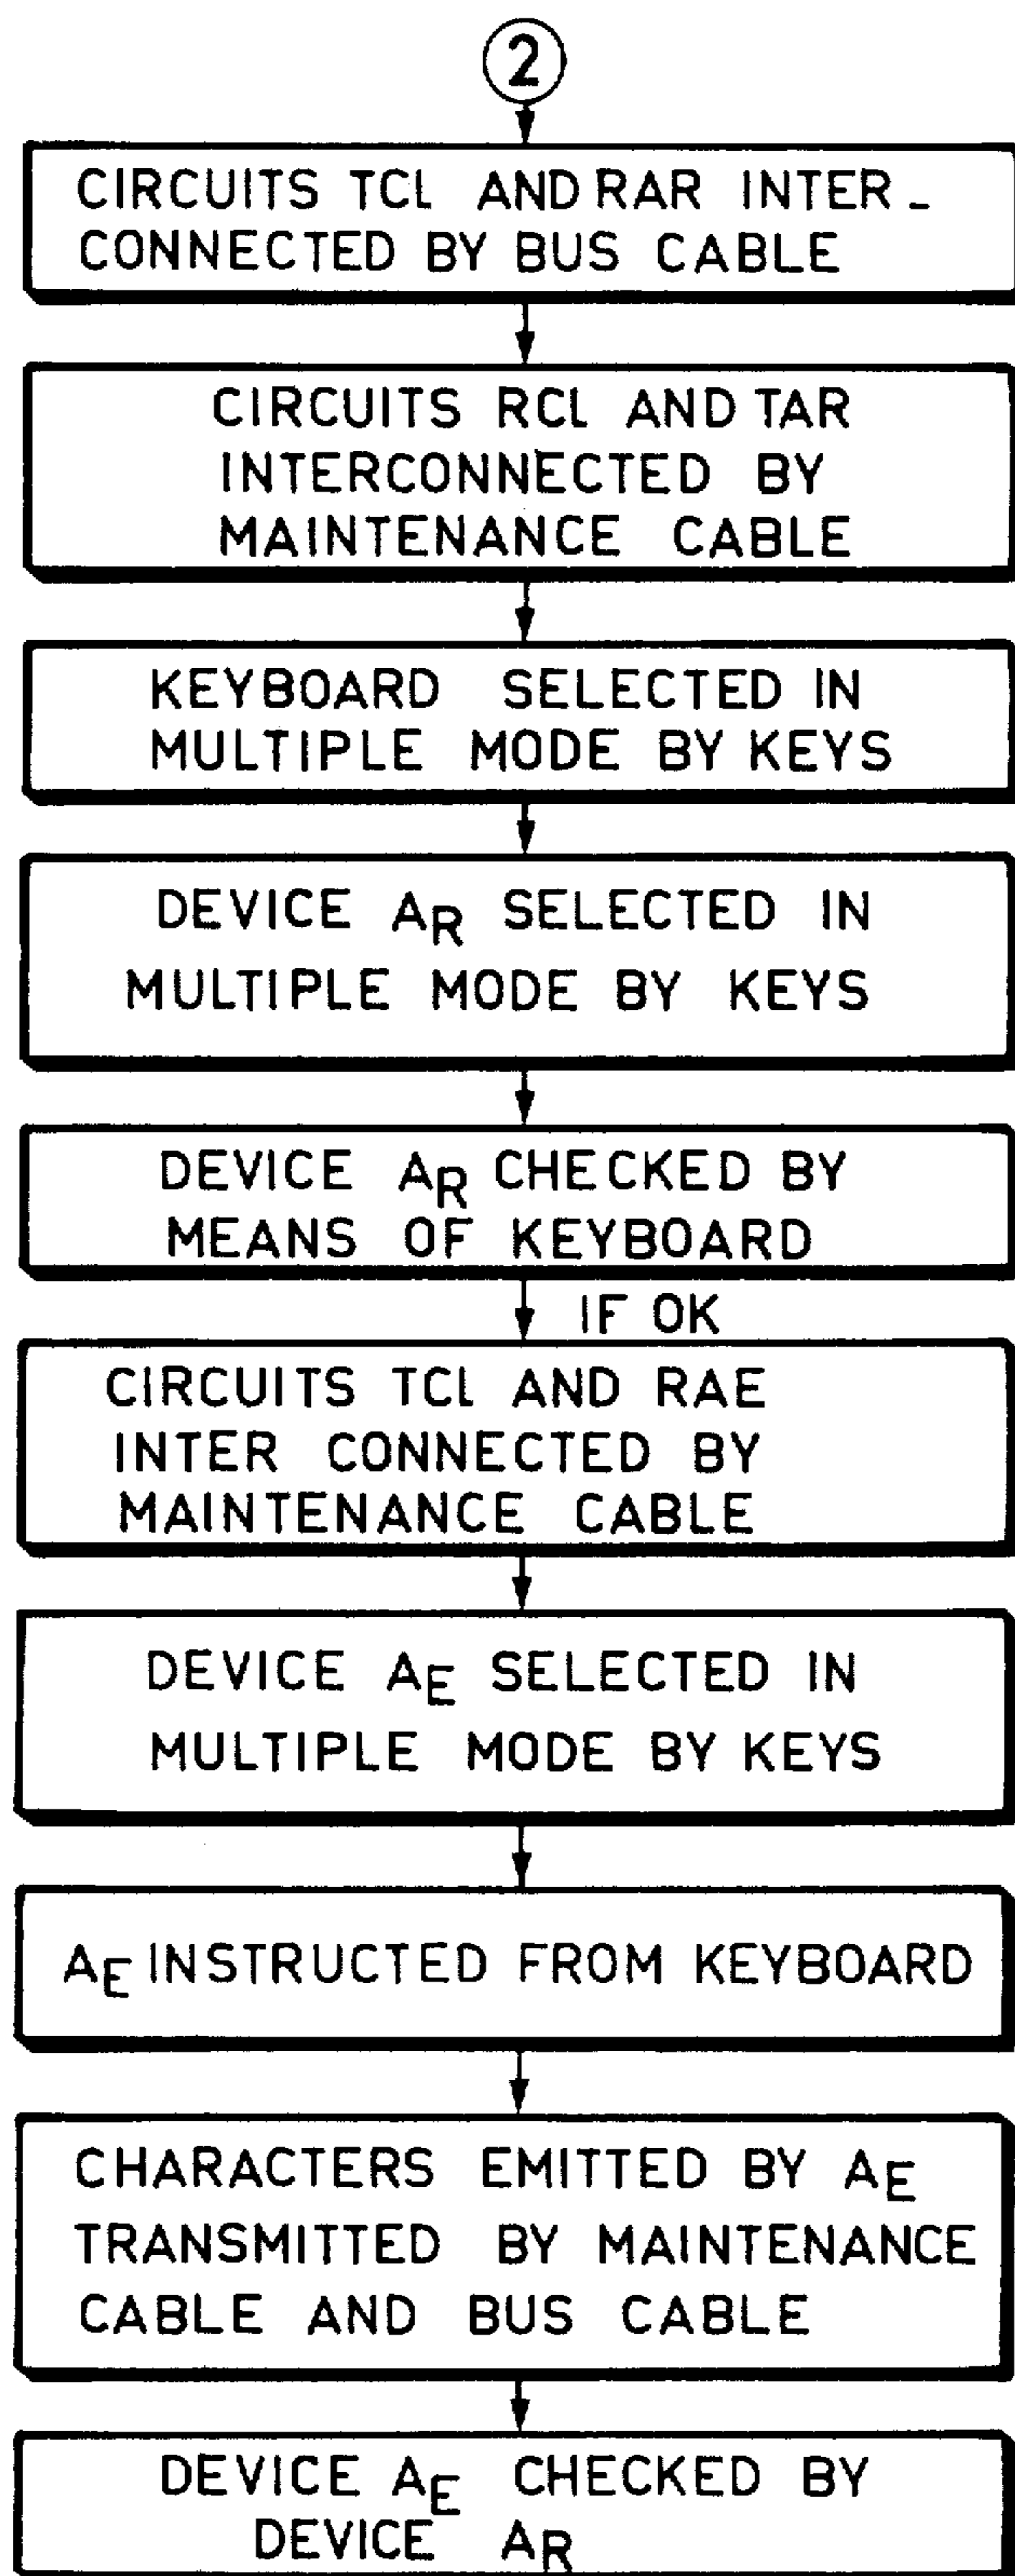 2
CIRCUITS TCL AND RAR INTER-
CONNECTED BY BUS CABLE
CIRCUITS RCL AND TAR
INTERCONNECTED BY
MAINTENANCE CABLE
KEYBOARD SELECTED IN
MULTIPLE MODE BY KEYS
DEVICE AR SELECTED IN
MULTIPLE MODE BY KEYS
DEVICE AR CHECKED BY
MEANS OF KEYBOARD
IF OK
CIRCUITS TCL AND RAE
INTER CONNECTED BY
MAINTENANCE CABLE
DEVICE AE SELECTED IN
MULTIPLE MODE BY KEYS
AE INSTRUCTED FROM KEYBOARD
CHARACTERS EMITTED BY AE
TRANSMITTED BY MAINTENANCE
CABLE AND BUS CABLE
DEVICE AE CHECKED BY
DEVICE AR